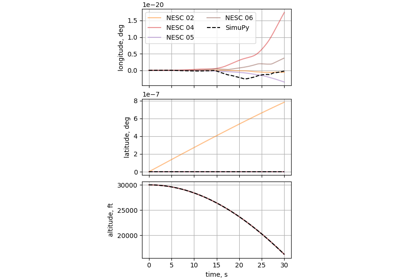 1e−20
NESC 02
NESC 04
NESC 05
NESC 06
SimuPy
longitude, deg
1.5
1.0
0.5
0.0
1e−7
latitude, deg
8
6
4
2
0
altitude, ft
30000
25000
20000
0 5 10 15 20 25 30
time, s